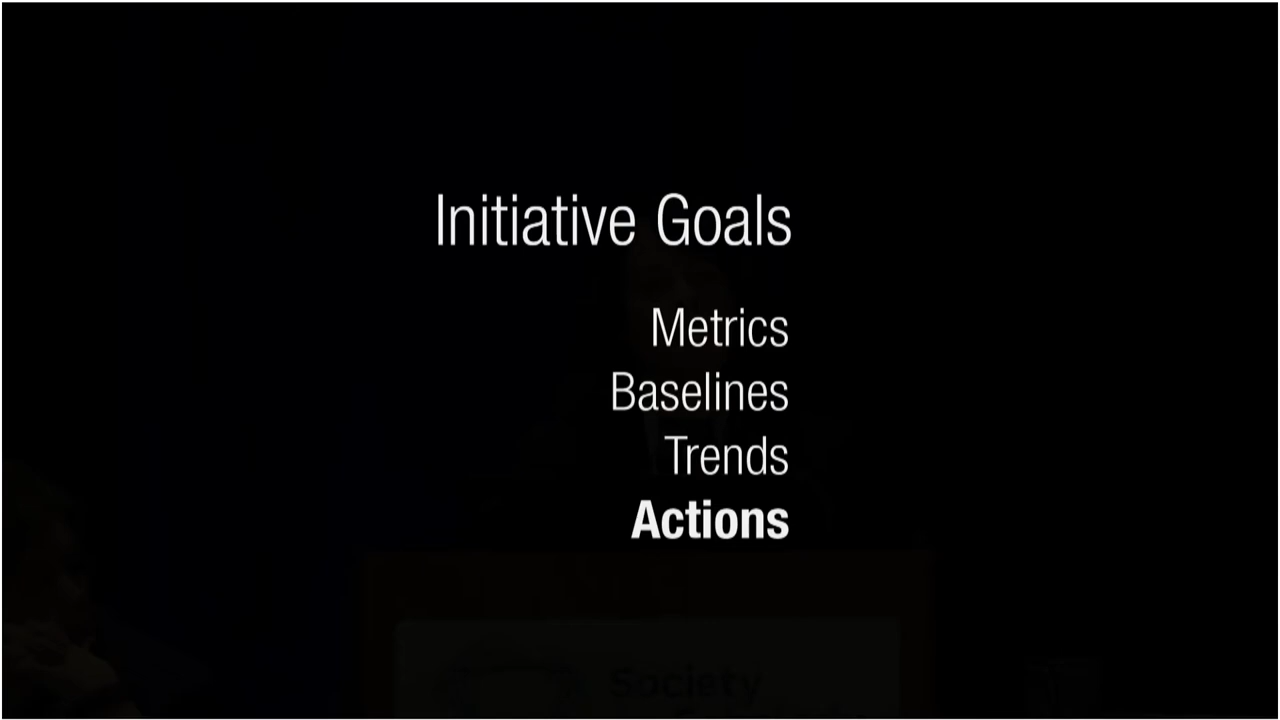 Initiative Goals
Metrics
Baselines
Trends
Actions
Society